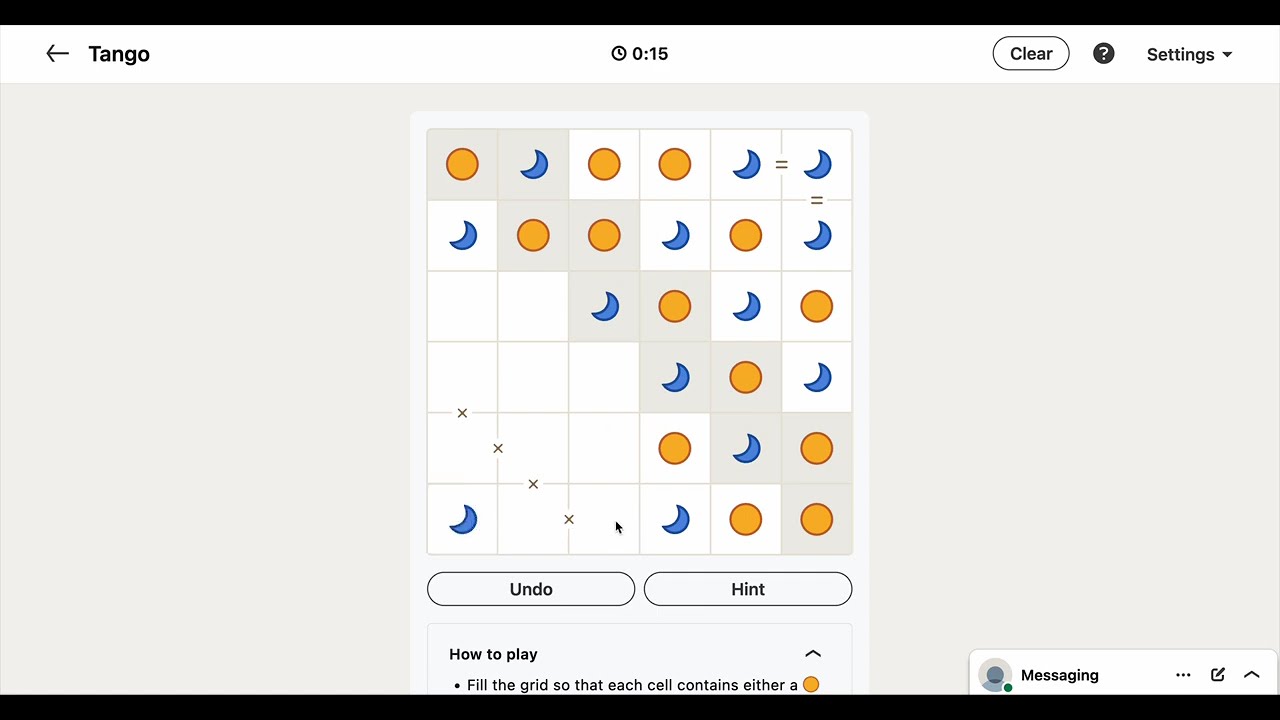 Tango
0:15
Clear
?
Settings
=
=
×
×
×
×
Undo
Hint
How to play
• Fill the grid so that each cell contains either a
Messaging